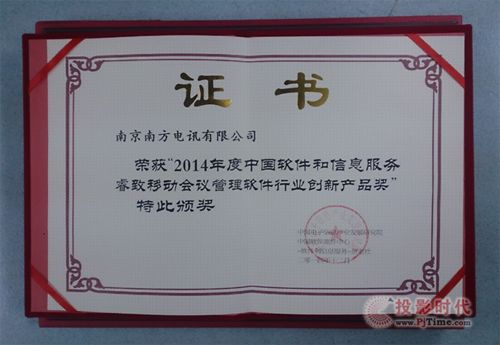 证书
南京南方电讯有限公司
荣获“2014年度中国软件和信息服务
睿致移动会议管理软件行业创新产品奖”
特此颁奖
投影时代
www.PjTime.com